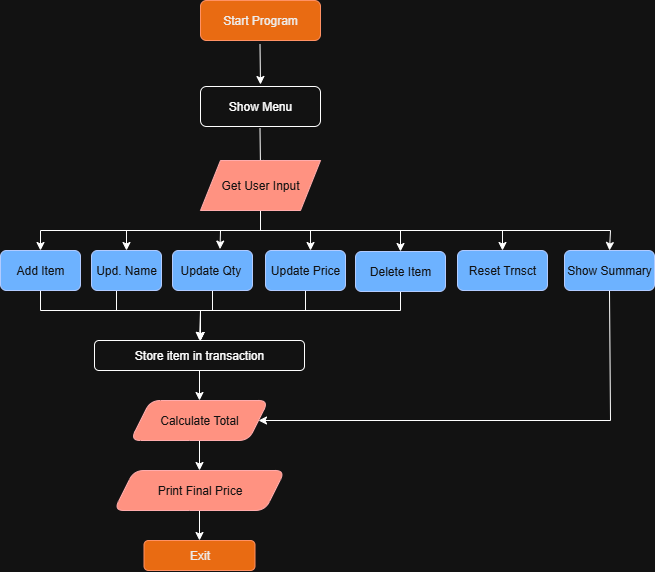 Start Program
Show Menu
Get User Input
Add Item
Upd. Name
Update Qty
Update Price
Delete Item
Reset Trnsct
Show Summary
Store item in transaction
Calculate Total
Print Final Price
Exit